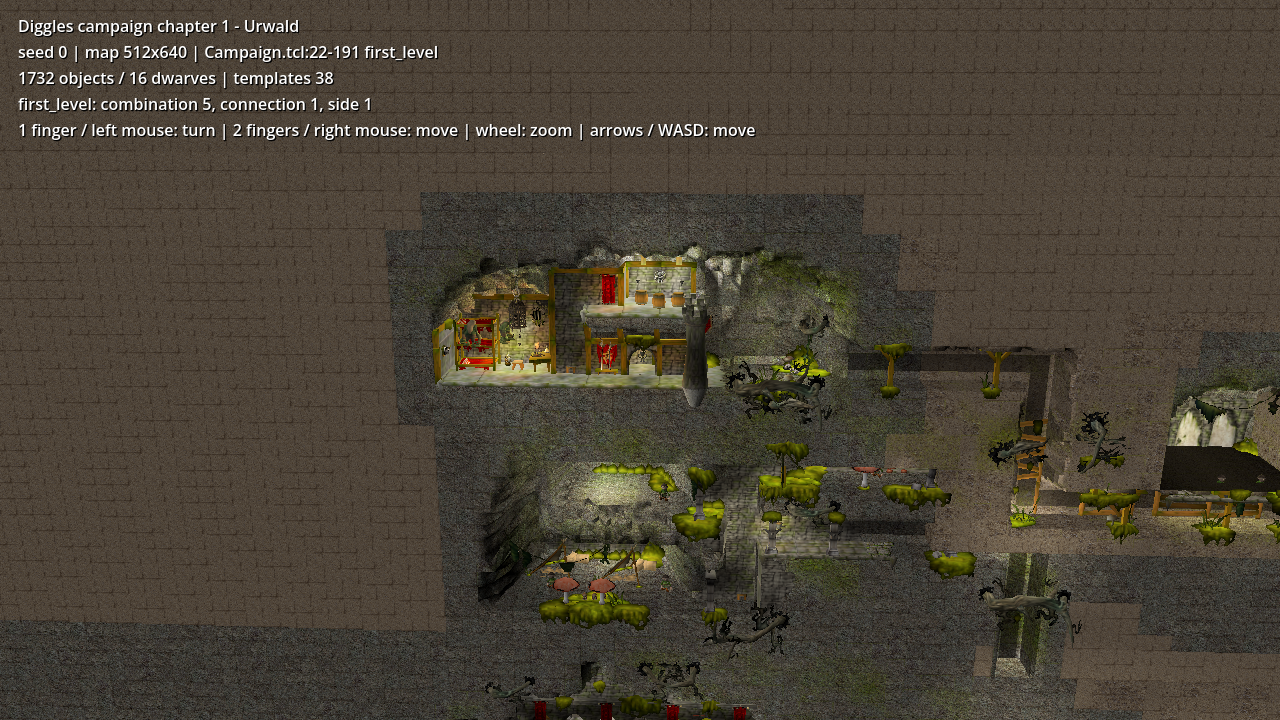 Diggles campaign chapter 1 - Urwald
seed 0 | map 512x640 | Campaign.tcl:22-191 first_level
1732 objects / 16 dwarves | templates 38
first_level: combination 5, connection 1, side 1
1 finger / left mouse: turn | 2 fingers / right mouse: move | wheel: zoom | arrows / WASD: move